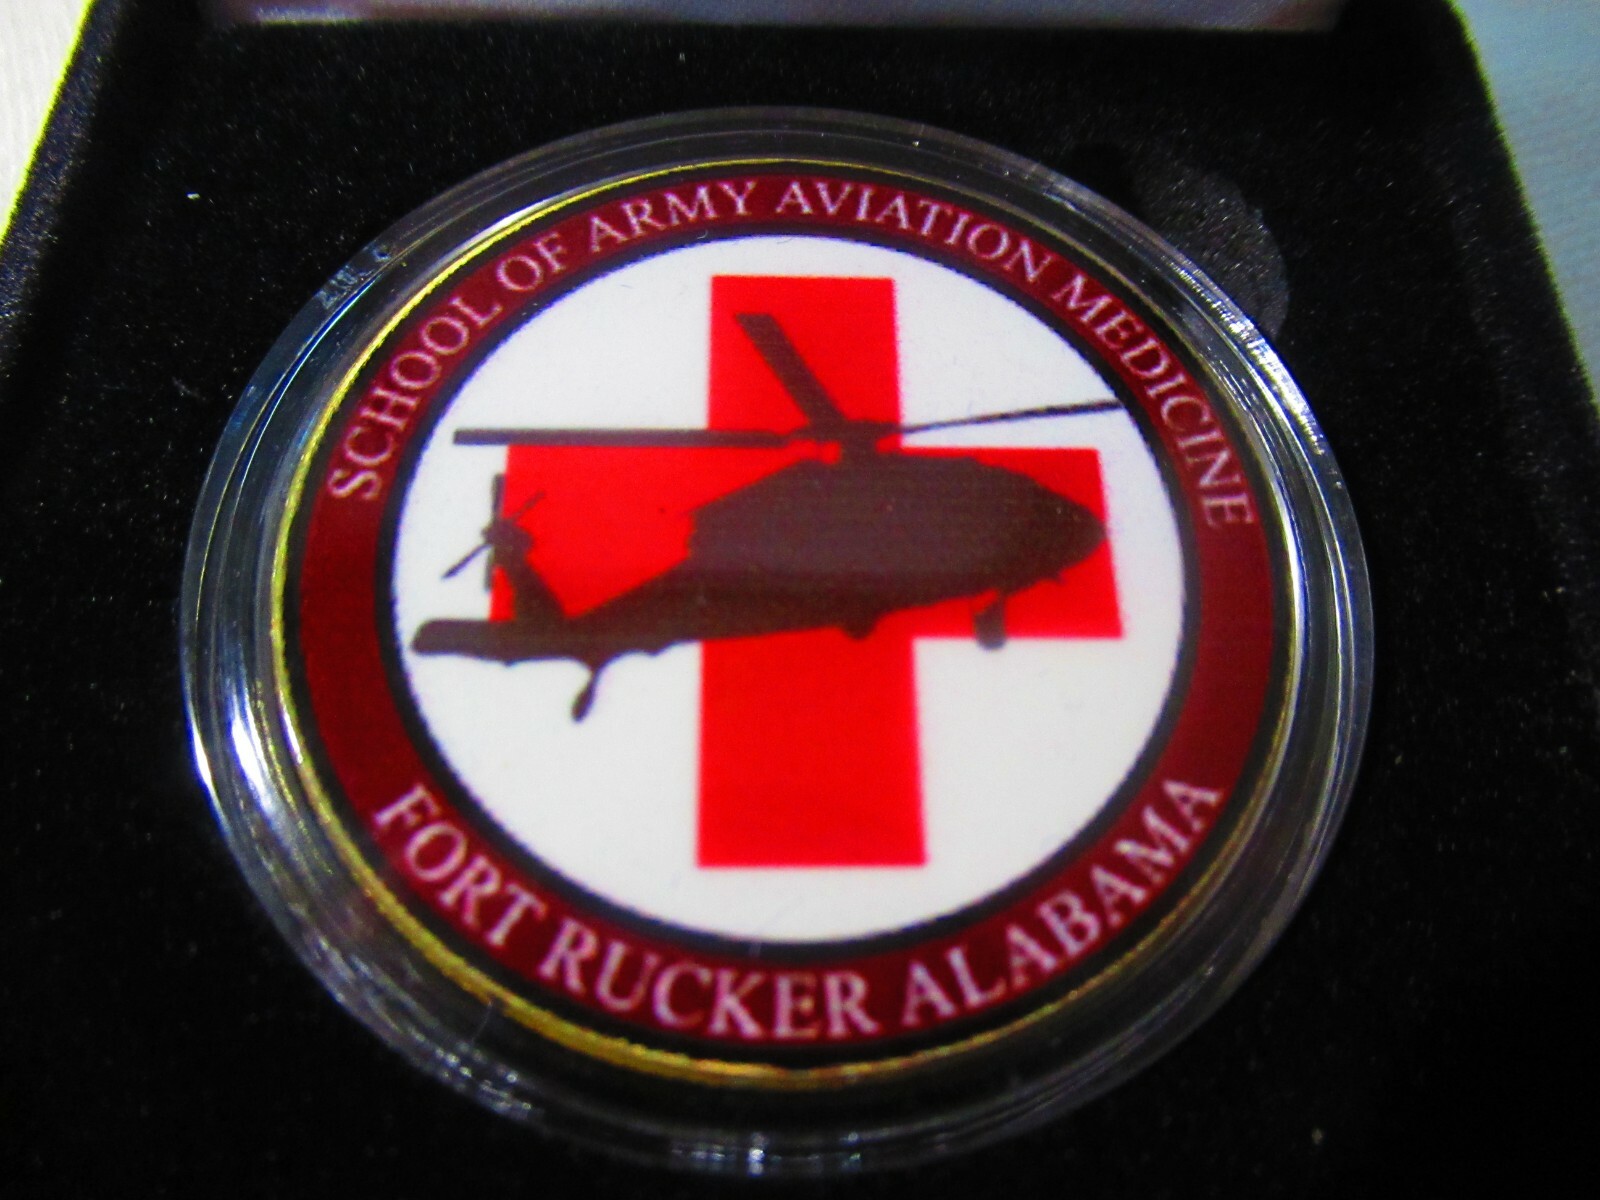 SCHOOL OF ARMY AVIATION MEDICINE
FORT RUCKER ALABAMA